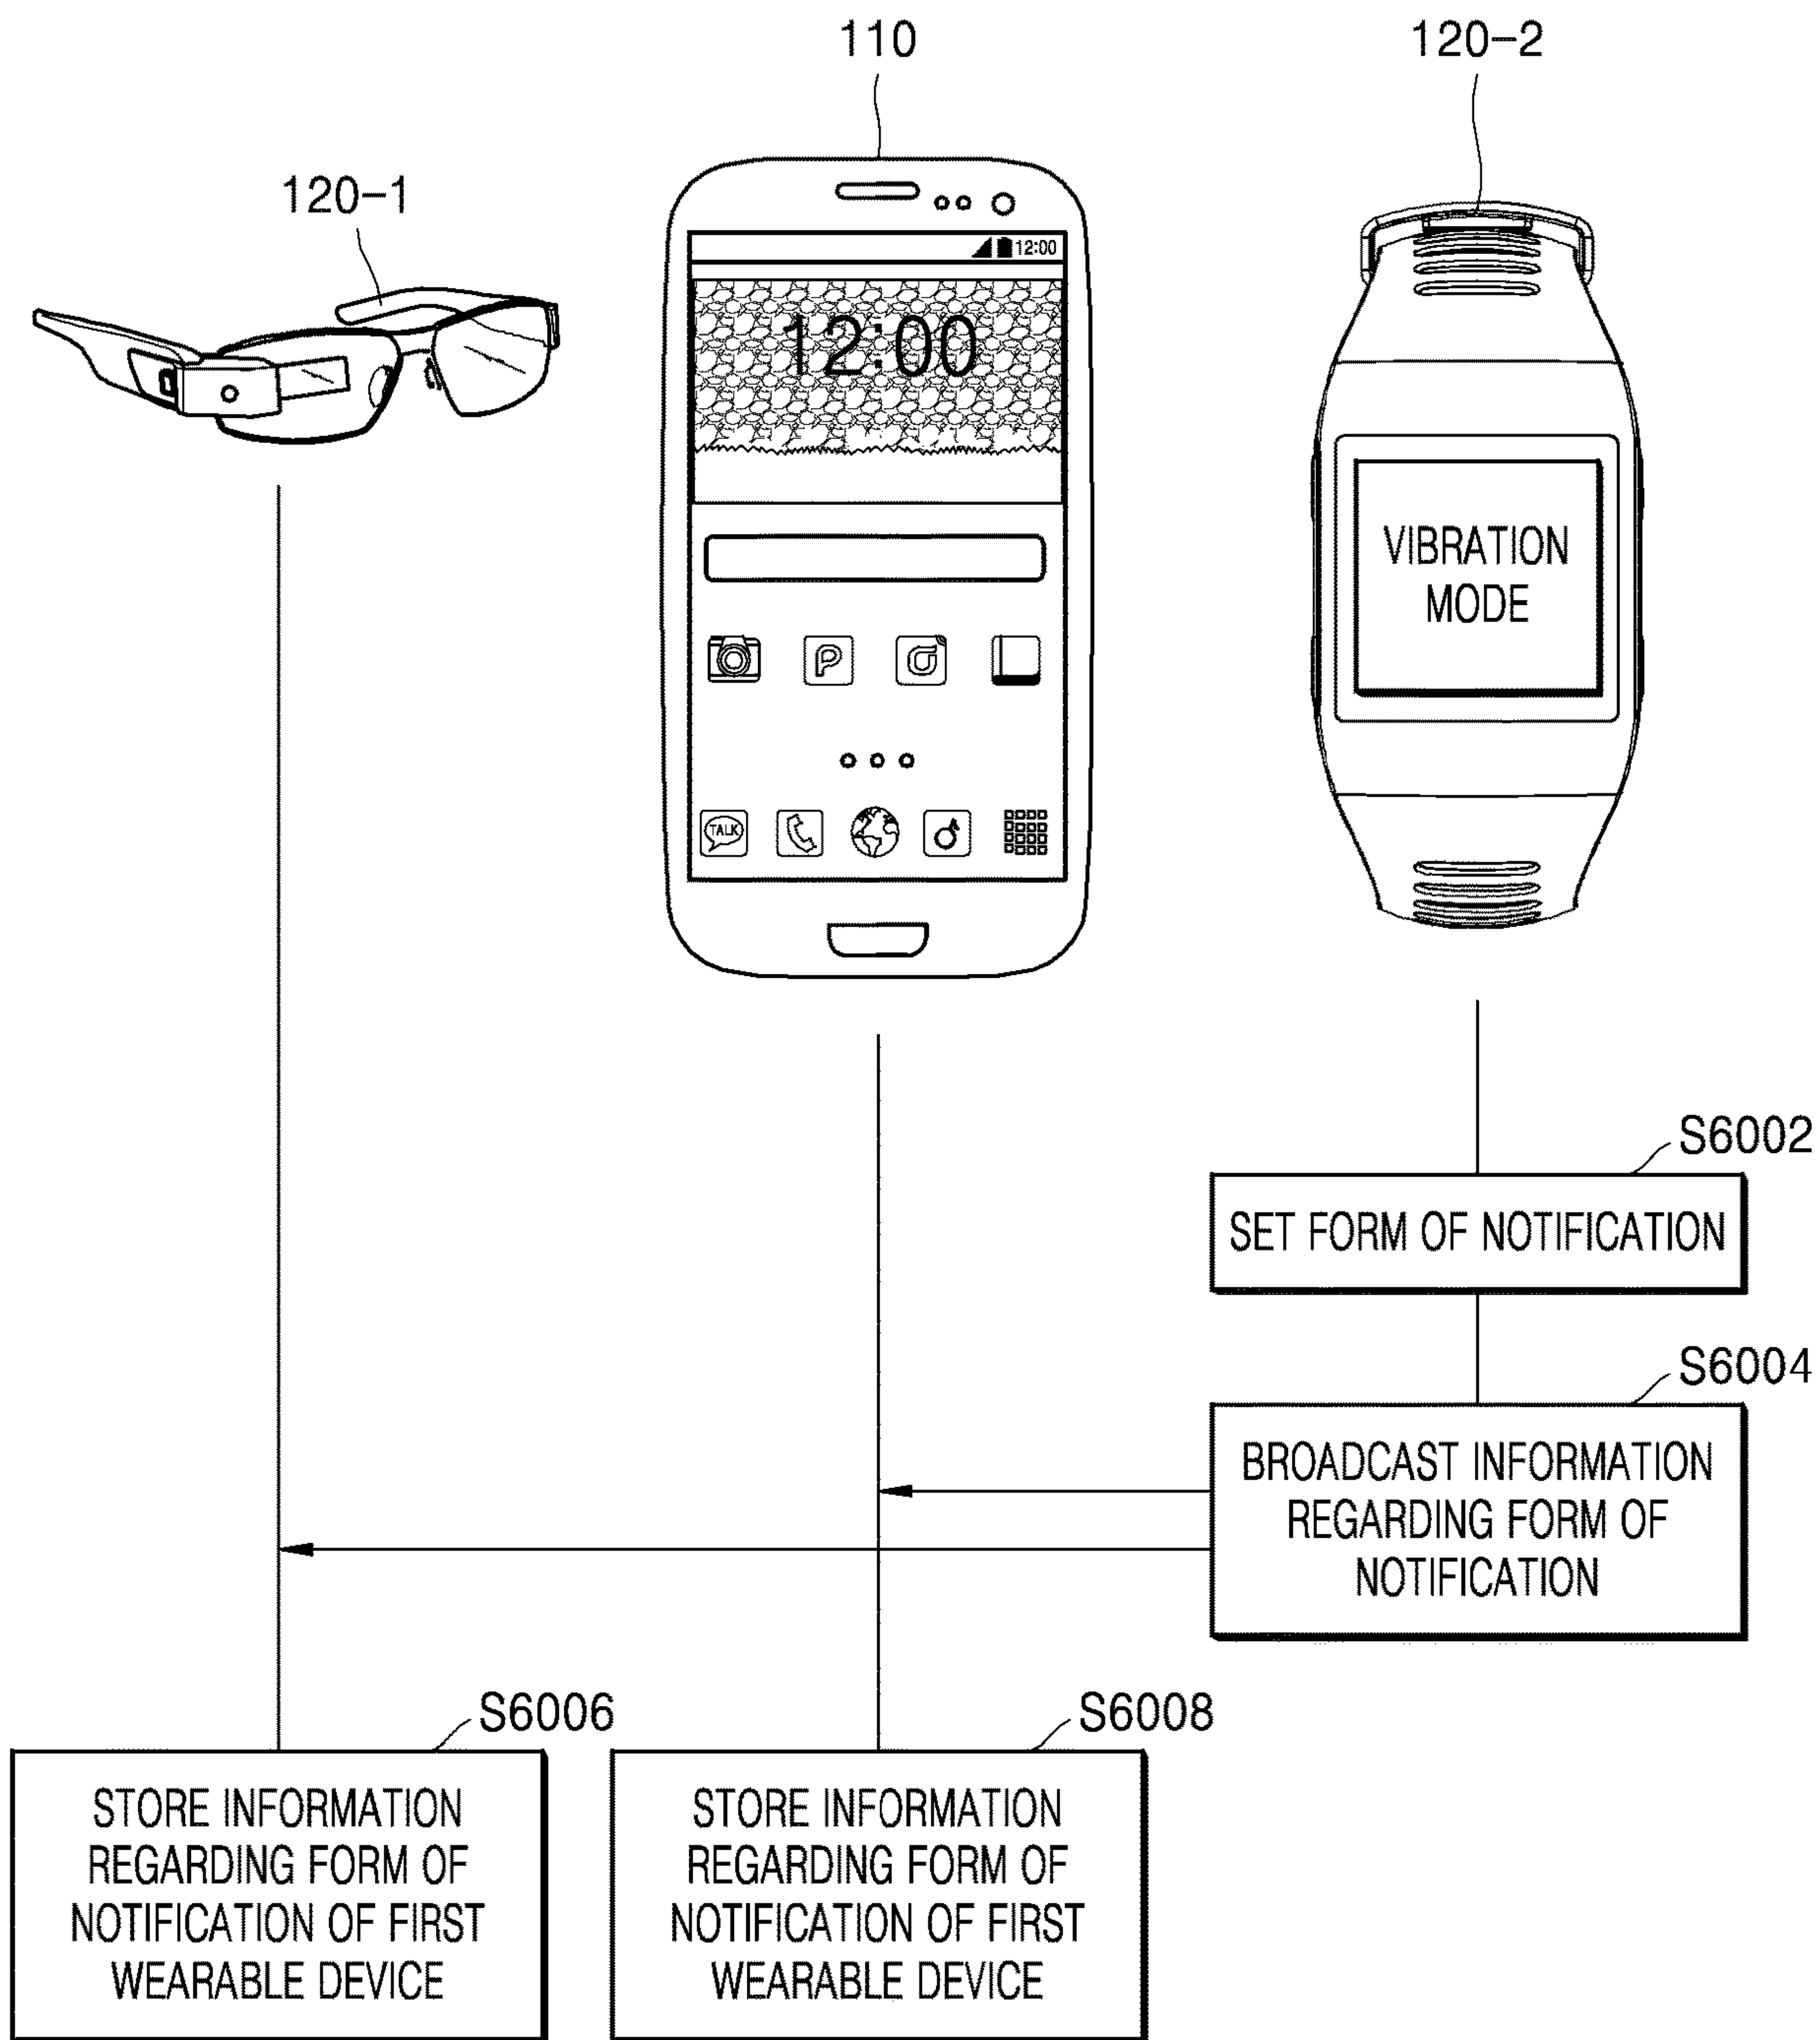 110
120-2
120-1
12:00
12:00
VIBRATION
MODE
P
TALK
S6002
SET FORM OF NOTIFICATION
S6004
BROADCAST INFORMATION
REGARDING FORM OF
NOTIFICATION
S6006
STORE INFORMATION
REGARDING FORM OF
NOTIFICATION OF FIRST
WEARABLE DEVICE
S6008
STORE INFORMATION
REGARDING FORM OF
NOTIFICATION OF FIRST
WEARABLE DEVICE